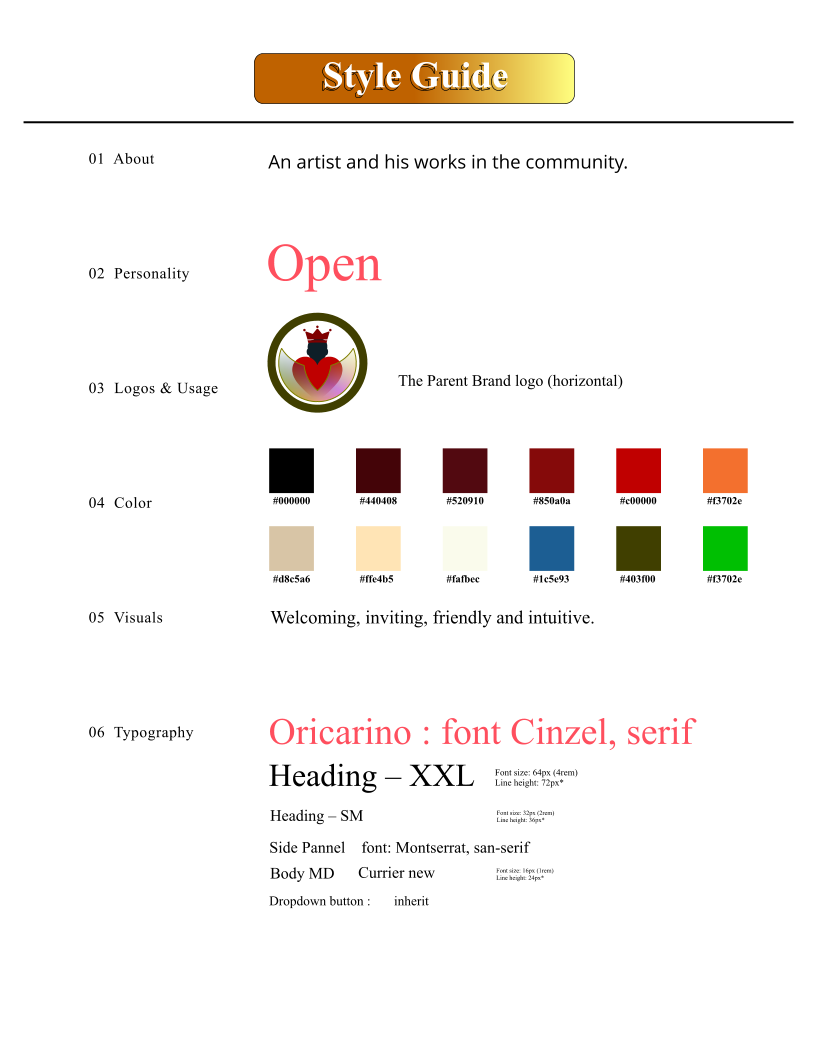 Style Guide
01 About
An artist and his works in the community.
02 Personality
Open
03 Logos & Usage
The Parent Brand logo (horizontal)
04 Color
#000000 #440408 #520910 #850a0a #c00000 #f3702e
#d8c5a6 #ffe4b5 #fafbec #1c5e93 #403f00 #f3702e
05 Visuals
Welcoming, inviting, friendly and intuitive.
06 Typography
Oricarino : font Cinzel, serif
Heading – XXL
Font size: 64px (4rem)
Line height: 72px*
Heading – SM
Font size: 32px (2rem)
Line height: 56px*
Side Pannel font: Montserrat, san-serif
Body MD Currier new
Font size: 16px (1rem)
Line height: 24px*
Dropdown button : inherit